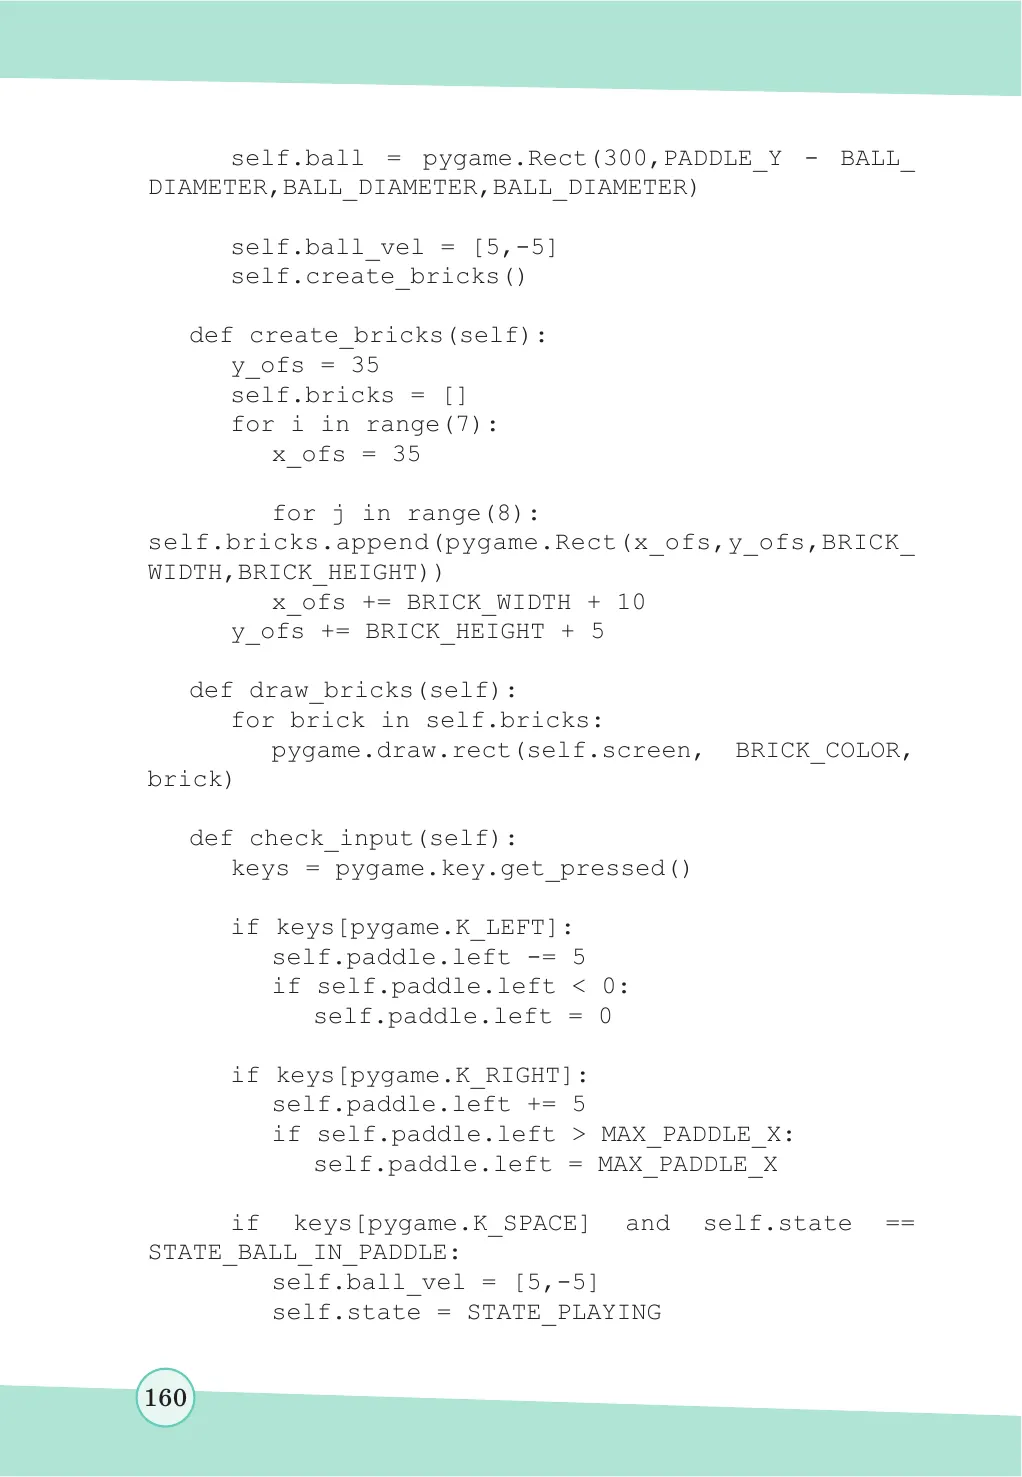 self.ball = pygame.Rect(300,PADDLE_Y - BALL_
DIAMETER,BALL_DIAMETER,BALL_DIAMETER)
self.ball_vel = [5,-5]
self.create_bricks()
def create_bricks(self):
y_ofs = 35
self.bricks = []
for i in range(7):
x_ofs = 35
for j in range(8):
self.bricks.append(pygame.Rect(x_ofs,y_ofs,BRICK_
WIDTH,BRICK_HEIGHT))
x_ofs += BRICK_WIDTH + 10
y_ofs += BRICK_HEIGHT + 5
def draw_bricks(self):
for brick in self.bricks:
pygame.draw.rect(self.screen, BRICK_COLOR,
brick)
def check_input(self):
keys = pygame.key.get_pressed()
if keys[pygame.K_LEFT]:
self.paddle.left -= 5
if self.paddle.left < 0:
self.paddle.left = 0
if keys[pygame.K_RIGHT]:
self.paddle.left += 5
if self.paddle.left > MAX_PADDLE_X:
self.paddle.left = MAX_PADDLE_X
if keys[pygame.K_SPACE] and self.state ==
STATE_BALL_IN_PADDLE:
self.ball_vel = [5,-5]
self.state = STATE_PLAYING
160